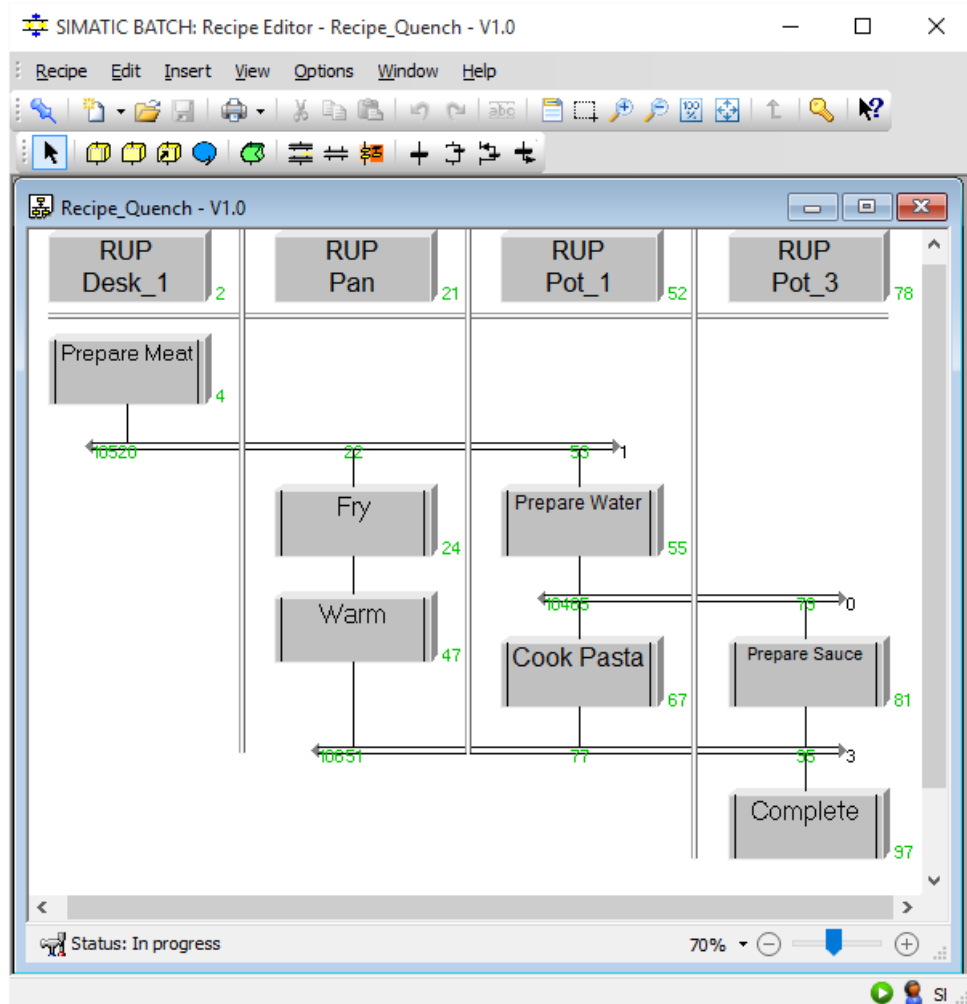 SIMATIC BATCH: Recipe Editor - Recipe_Quench - V1.0
Recipe Edit Insert View Options Window Help
abc 100 %
Recipe_Quench - V1.0
RUP RUP RUP RUP
Desk_1 Pan Pot_1 Pot_3
2 21 52 78
Prepare Meat
4
10520 22 53 1
Fry Prepare Water
24 55
10485 79 0
Warm
Cook Pasta Prepare Sauce
47
67 81
10651 77 95 3
Complete
97
Status: In progress 70%
SI